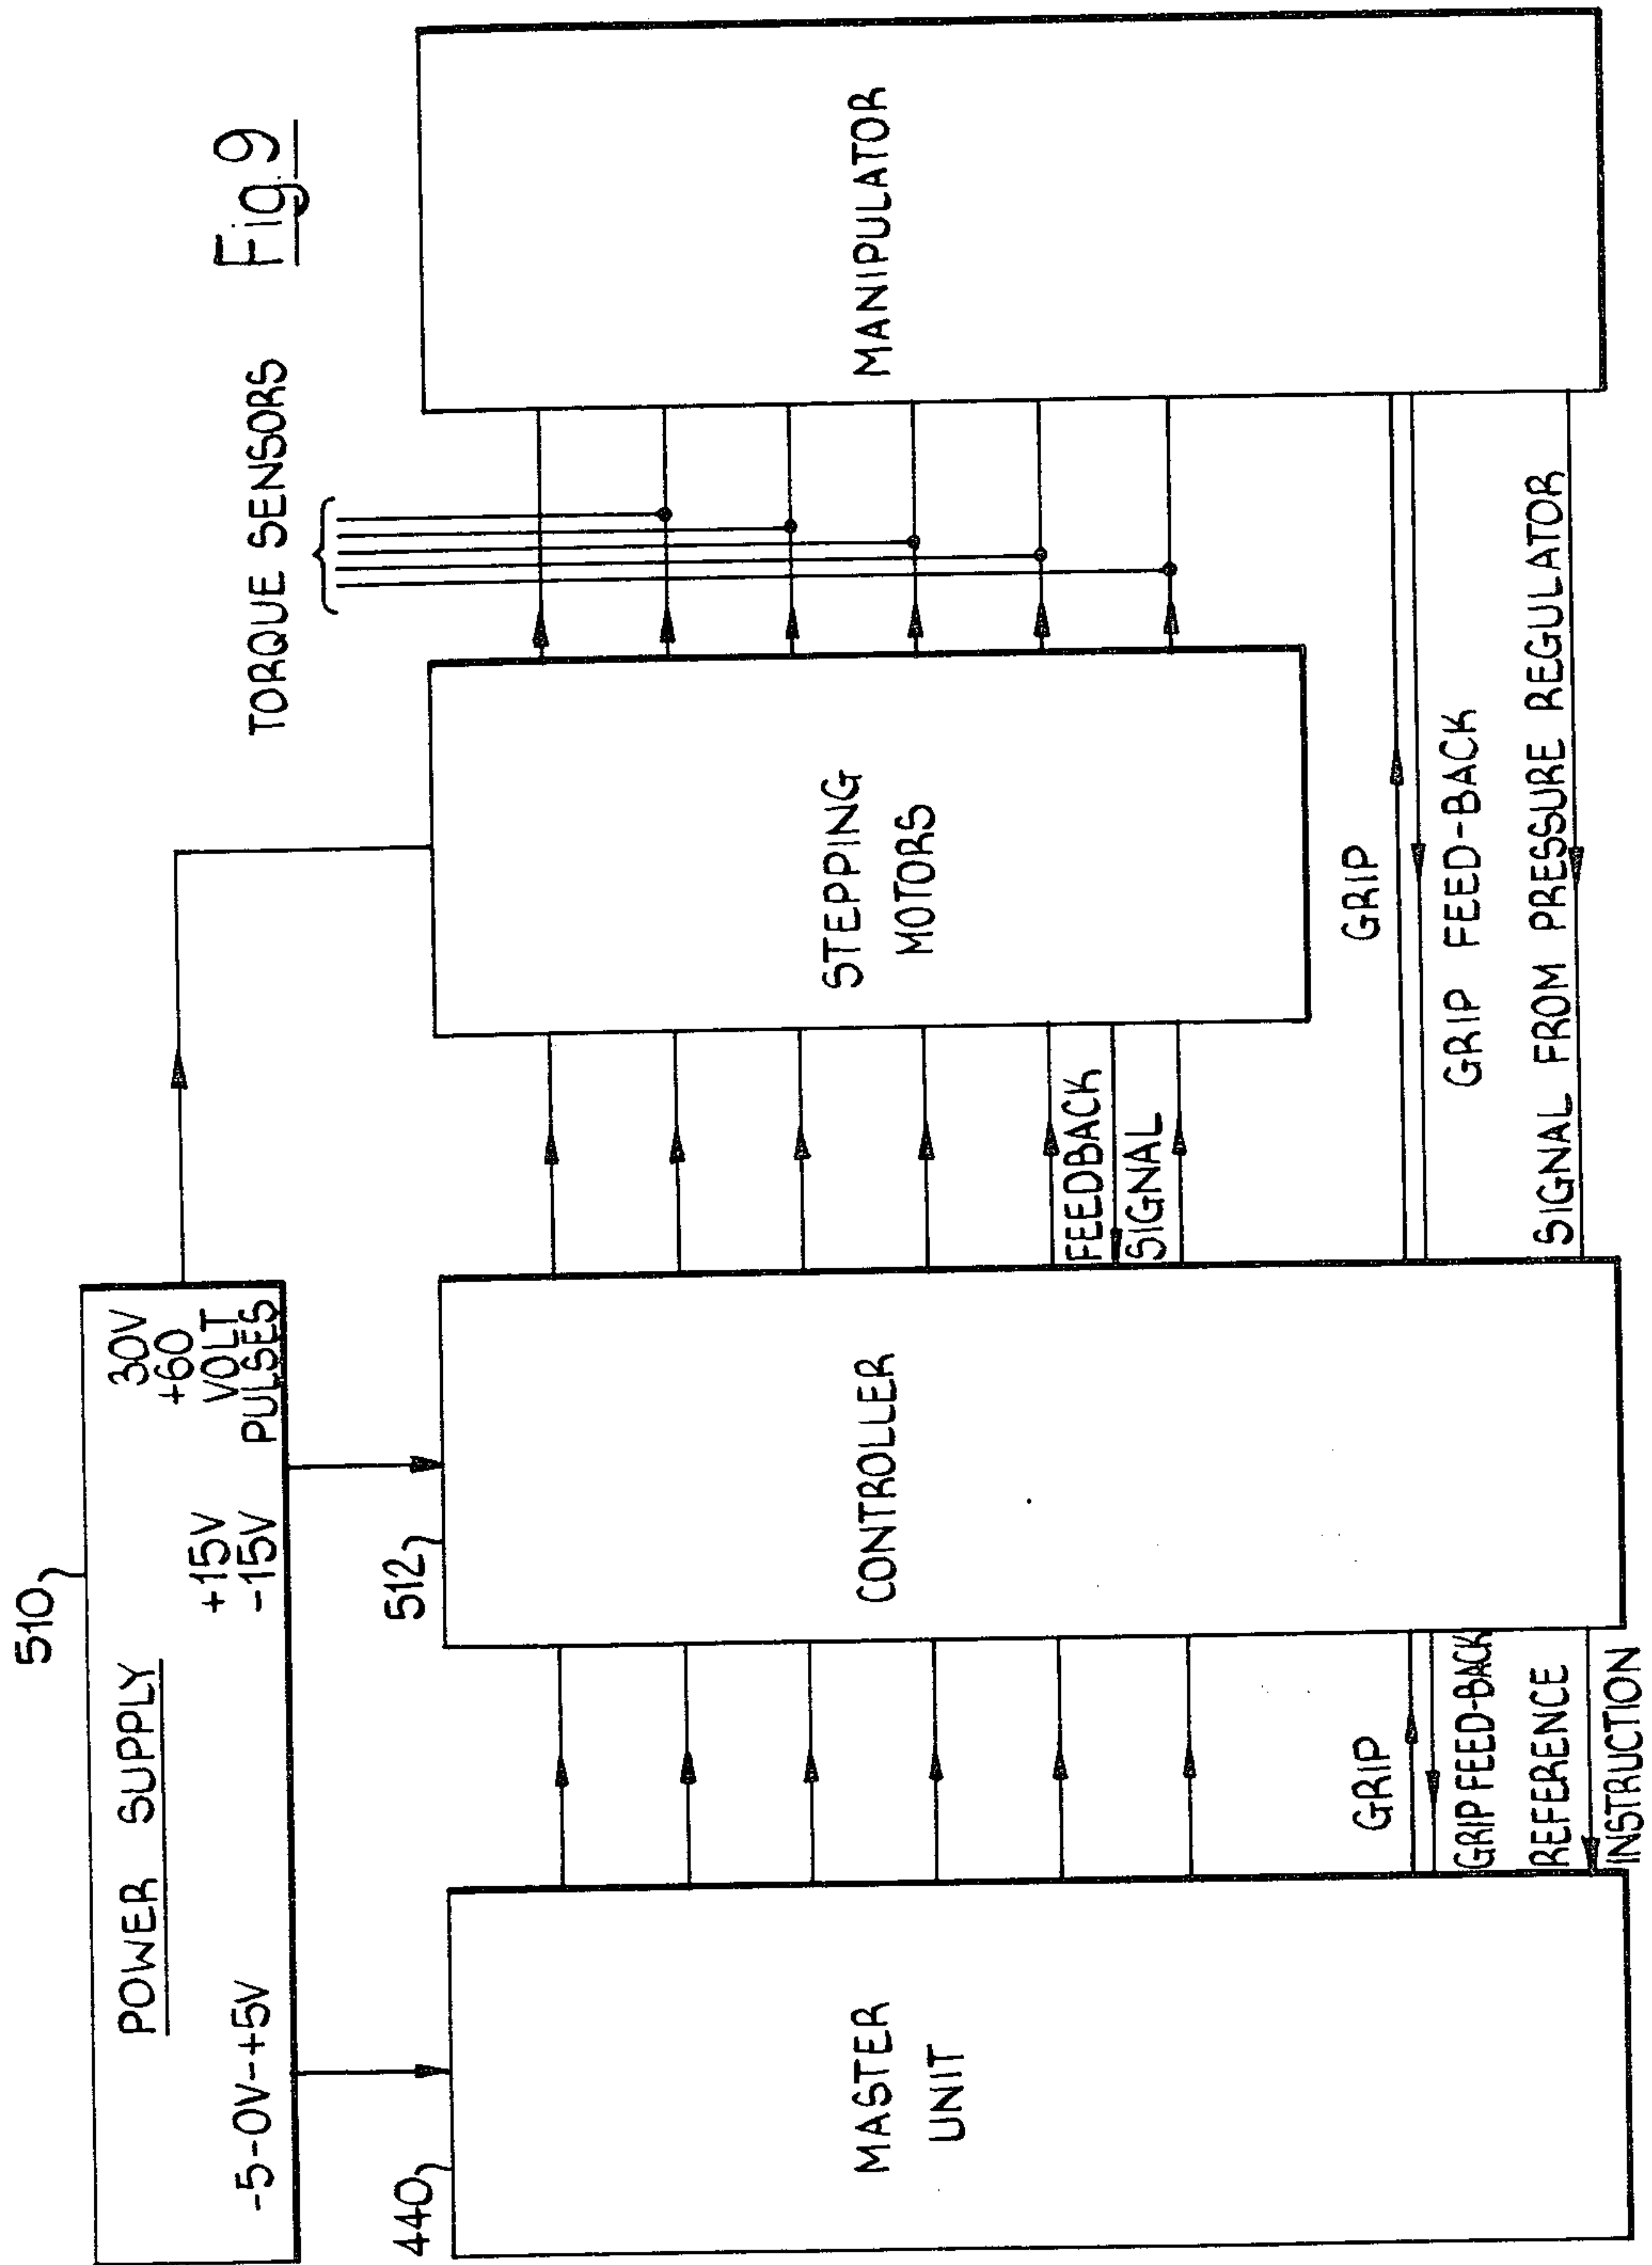 Fig. 9
510
POWER SUPPLY
-5-0V-+5V
+15V
-15V
30V
+60
VOLT
PULSES
TORQUE SENSORS
440
MASTER
UNIT
512
CONTROLLER
STEPPING
MOTORS
MANIPULATOR
FEEDBACK
SIGNAL
GRIP
GRIP FEED-BACK
REFERENCE
INSTRUCTION
GRIP
GRIP FEED-BACK
SIGNAL FROM PRESSURE REGULATOR